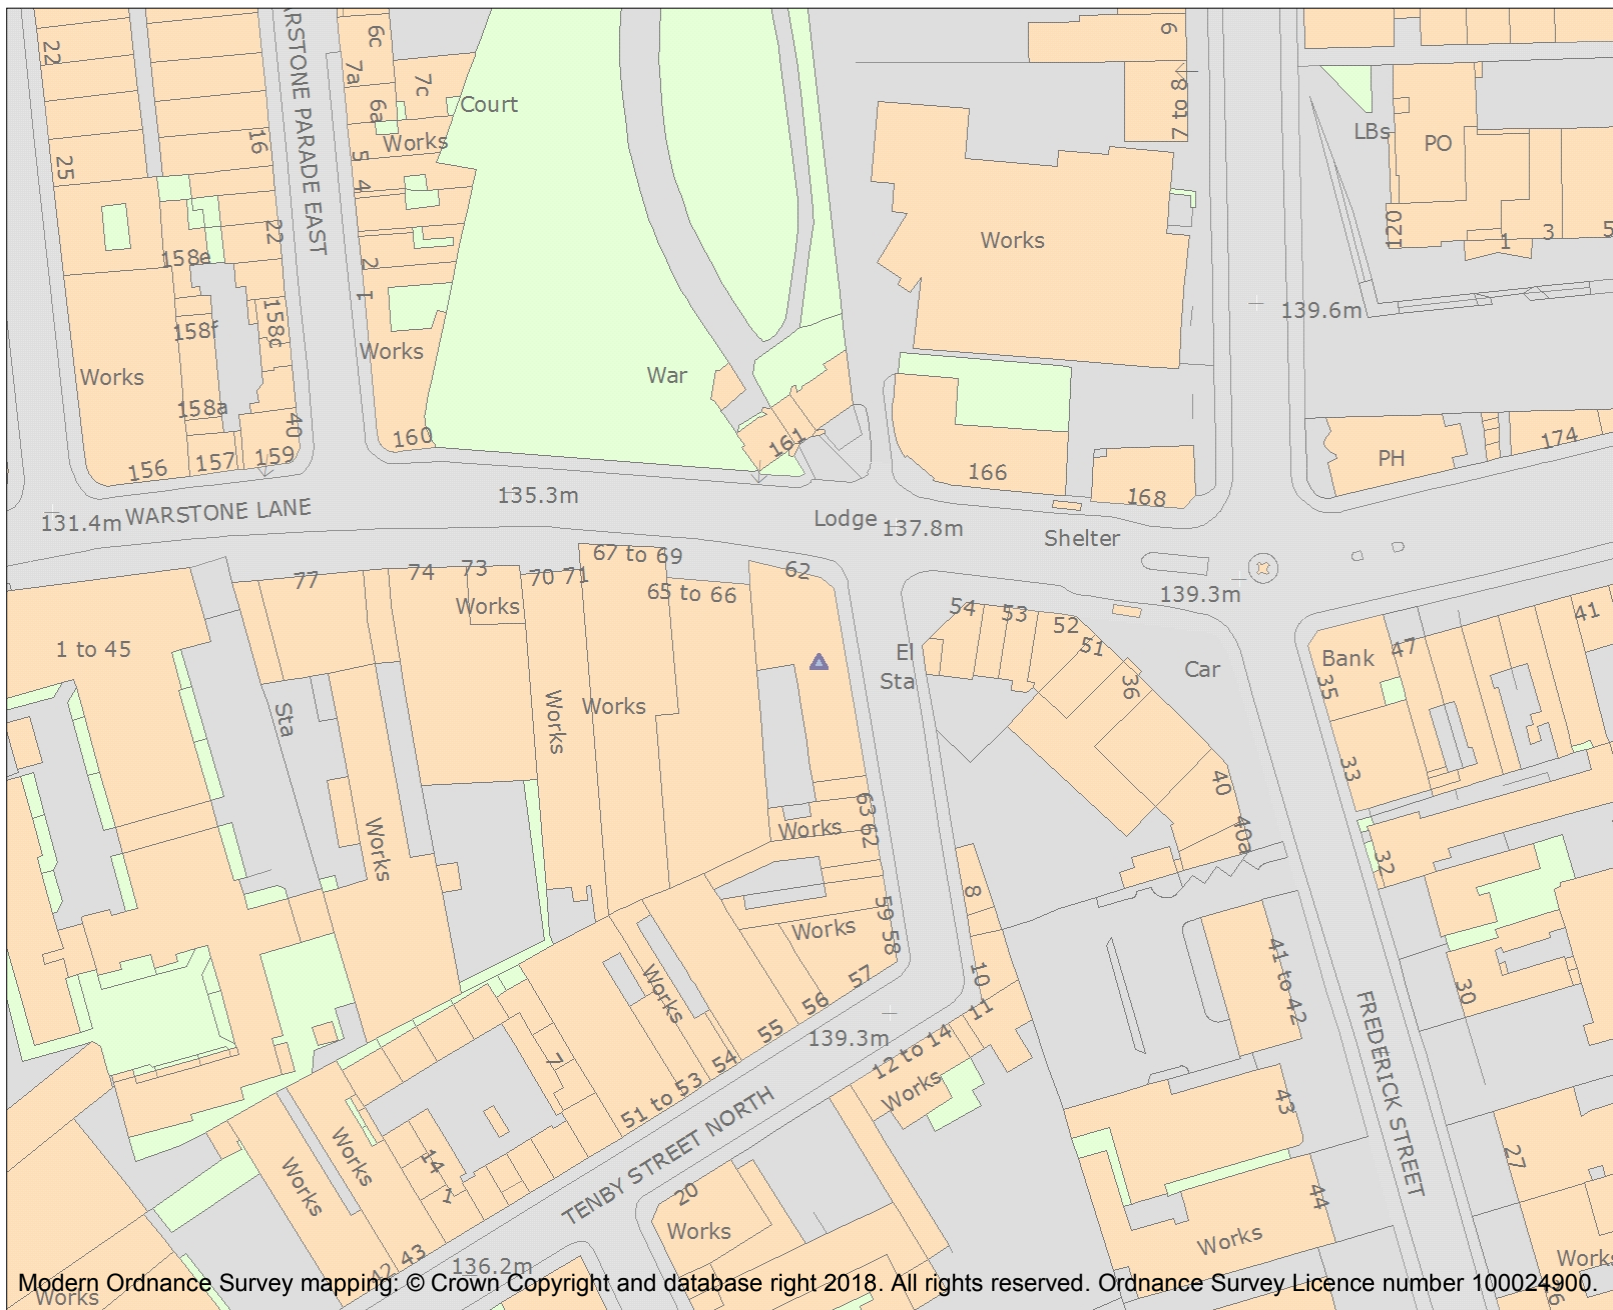 22
WARSTONE PARADE EAST
6c
7a
7c
6a
Court
6
7 to 8
LBs
PO
Works
16
5
25
4
120
1
3
5
22
158e
Works
2
1
139.6m
158c
158f
Works
Works
War
158a
40
160
161
174
PH
156
157
159
166
168
135.3m
131.4m
WARSTONE LANE
Lodge
137.8m
Shelter
67 to 69
62
77
74
73
70
71
139.3m
65 to 66
Works
54
53
52
51
41
1 to 45
El
Sta
Car
Bank
47
36
35
Sta
Works
Works
33
40
63
62
Works
40a
Works
32
8
59
58
Works
41 to 42
10
57
30
Works
56
11
55
139.3m
12 to 14
54
7
51 to 53
Works
FREDERICK STREET
43
TENBY STREET NORTH
Works
14
Works
1
27
20
44
Works
Works
42
43
136.2m
Works
Works
Modern Ordnance Survey mapping: © Crown Copyright and database right 2018. All rights reserved. Ordnance Survey Licence number 100024900.